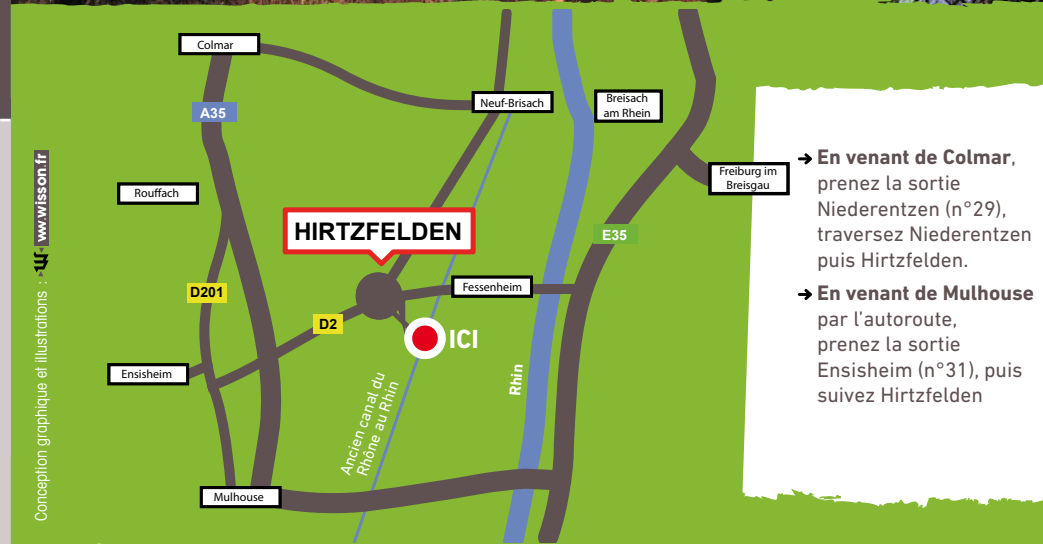 Colmar
A35
Neuf-Brisach
Breisach
am Rhein
Rouffach
Freiburg im
Breisgau
HIRTZFELDEN
E35
D201
Fessenheim
D2
ICI
Ensisheim
Rhin
Ancien canal du
Rhône au Rhin
Mulhouse
Conception graphique et illustrations : www.wisson.fr
→ En venant de Colmar,
prenez la sortie
Niederentzen (n°29),
traversez Niederentzen
puis Hirtzfelden.
→ En venant de Mulhouse
par l'autoroute,
prenez la sortie
Ensisheim (n°31), puis
suivez Hirtzfelden